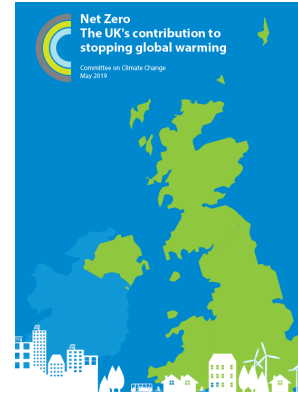 Net Zero
The UK's contribution to
stopping global warming
Committee on Climate Change
May 2019